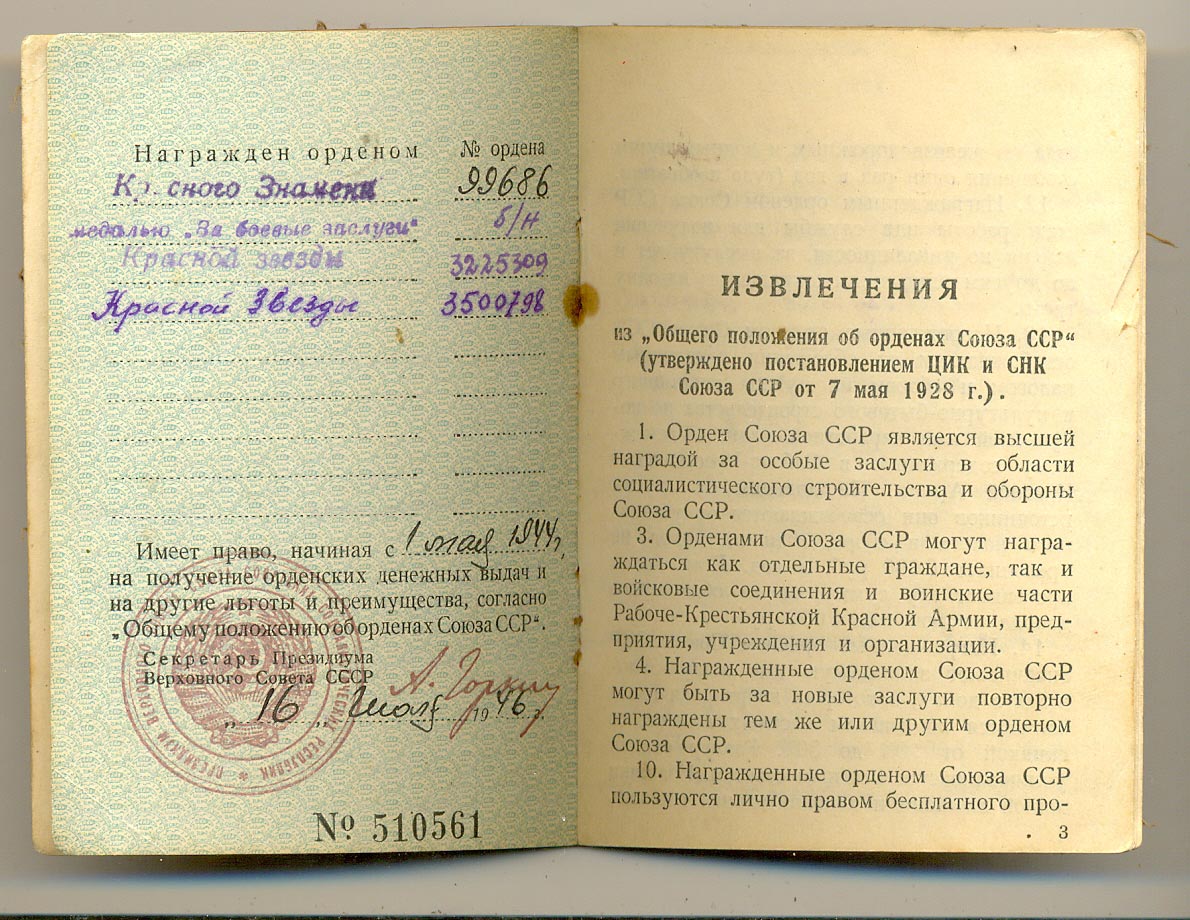 Награжден орденом № ордена
Кр. сного Знамени 99686
медалью „За боевые заслуги“ б/н
Красной звезды 3225309
Красной Звезды 3500798
Имеет право, начиная с 1 мая 1944 г.
на получение орденских денежных выдач и
на другие льготы и преимущества, согласно
„Общему положению об орденах Союза ССР“.
Секретарь Президиума
Верховного Совета СССР А. Горкин
„16„ июля 1946 г.
№ 510561
ИЗВЛЕЧЕНИЯ
из „Общего положения об орденах Союза ССР“
(утверждено постановлением ЦИК и СНК
Союза ССР от 7 мая 1928 г.).
1. Орден Союза ССР является высшей
наградой за особые заслуги в области
социалистического строительства и обороны
Союза ССР.
3. Орденами Союза ССР могут награ-
ждаться как отдельные граждане, так и
войсковые соединения и воинские части
Рабоче-Крестьянской Красной Армии, пред-
приятия, учреждения и организации.
4. Награжденные орденом Союза ССР
могут быть за новые заслуги повторно
награждены тем же или другим орденом
Союза ССР.
10. Награжденные орденом Союза ССР
пользуются лично правом бесплатного про-
3